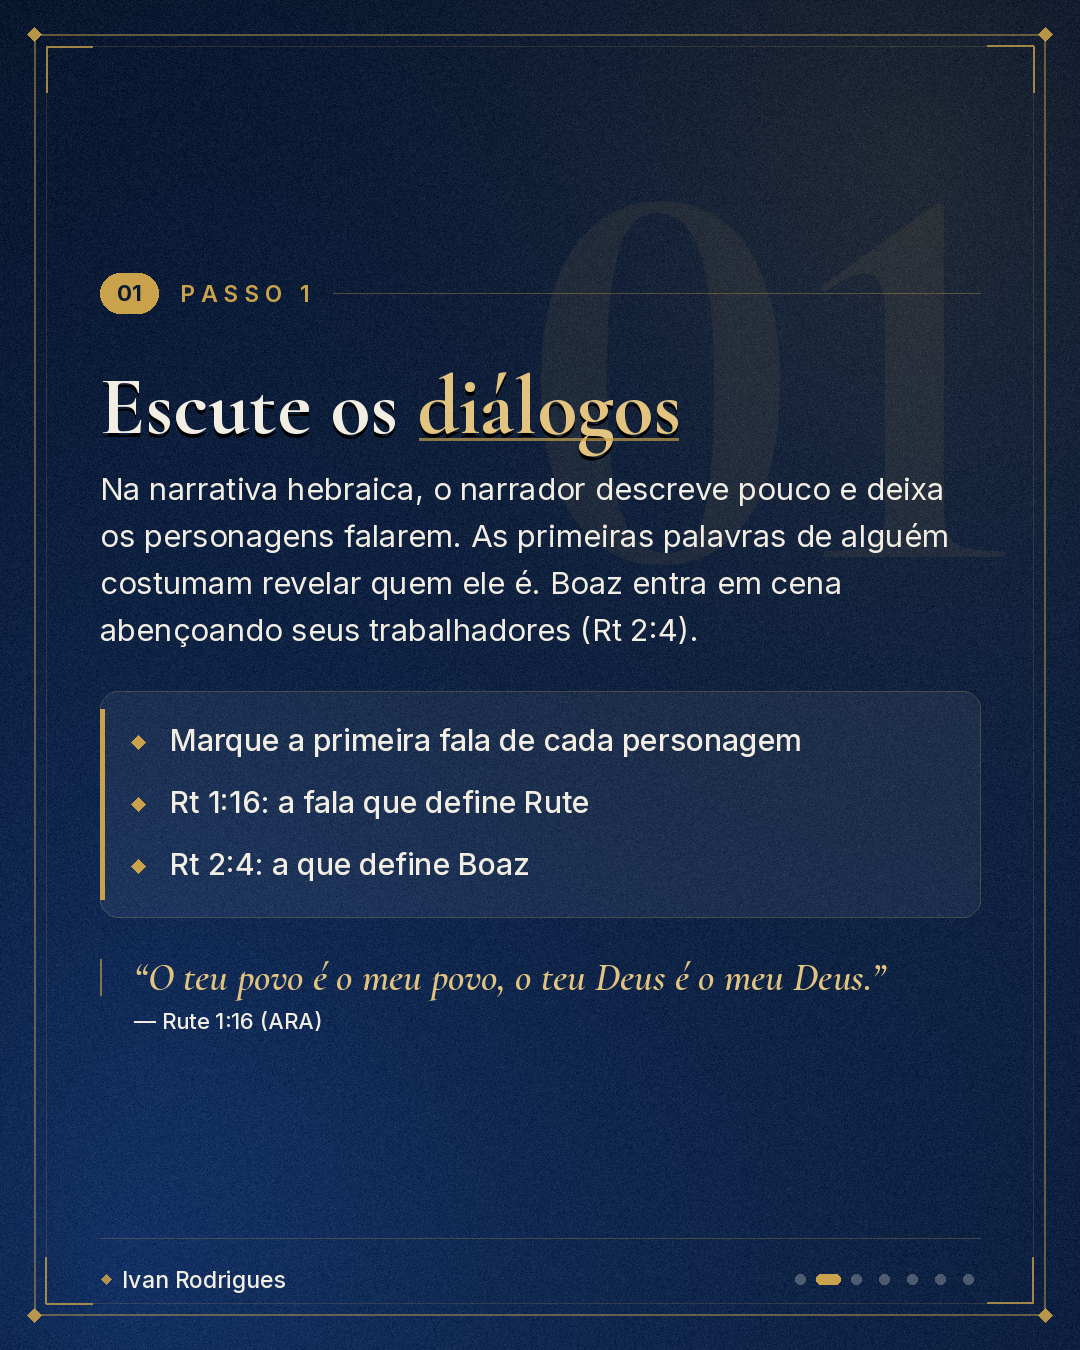 01 PASSO 1
01
Escute os diálogos
Na narrativa hebraica, o narrador descreve pouco e deixa
os personagens falarem. As primeiras palavras de alguém
costumam revelar quem ele é. Boaz entra em cena
abençoando seus trabalhadores (Rt 2:4).
Marque a primeira fala de cada personagem
Rt 1:16: a fala que define Rute
Rt 2:4: a que define Boaz
“O teu povo é o meu povo, o teu Deus é o meu Deus.”
— Rute 1:16 (ARA)
Ivan Rodrigues